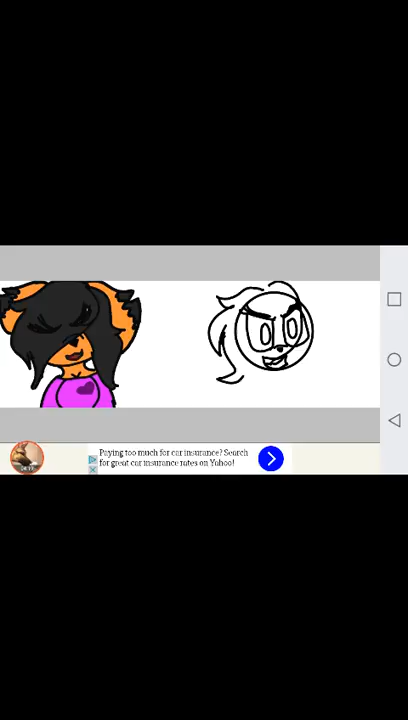 Paying too much for car insurance? Search
for great car insurance rates on Yahoo!